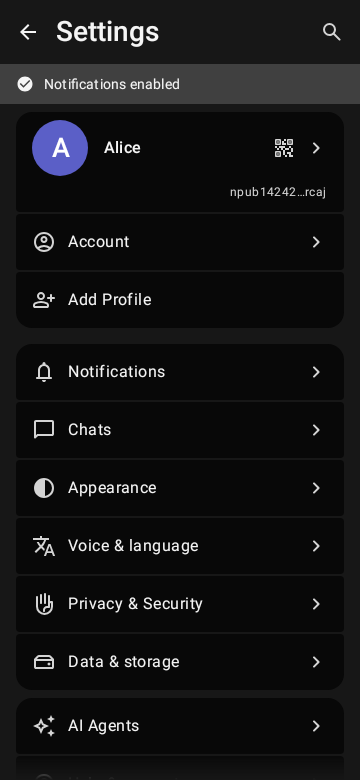 Settings
Notifications enabled
A
Alice
npub14242…rcaj
Account
Add Profile
Notifications
Chats
Appearance
Voice & language
Privacy & Security
Data & storage
AI Agents